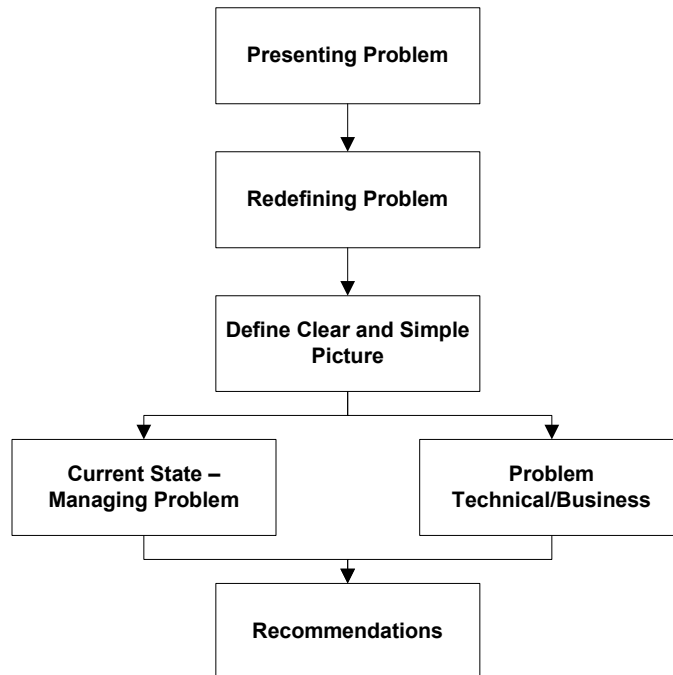 Presenting Problem
Redefining Problem
Define Clear and Simple
Picture
Current State –
Managing Problem
Problem
Technical/Business
Recommendations